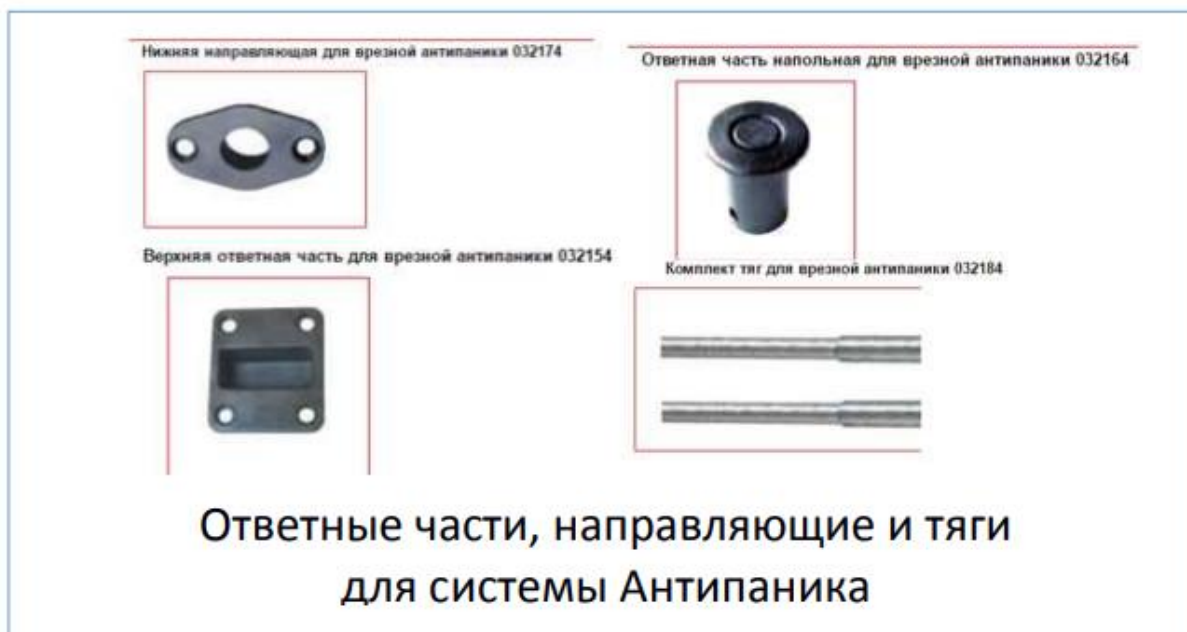 Нижняя направляющая для врезной антипаники 032174
Ответная часть напольная для врезной антипаники 032164
Верхняя ответная часть для врезной антипаники 032154
Комплект тяг для врезной антипаники 032184
Ответные части, направляющие и тяги
для системы Антипаника